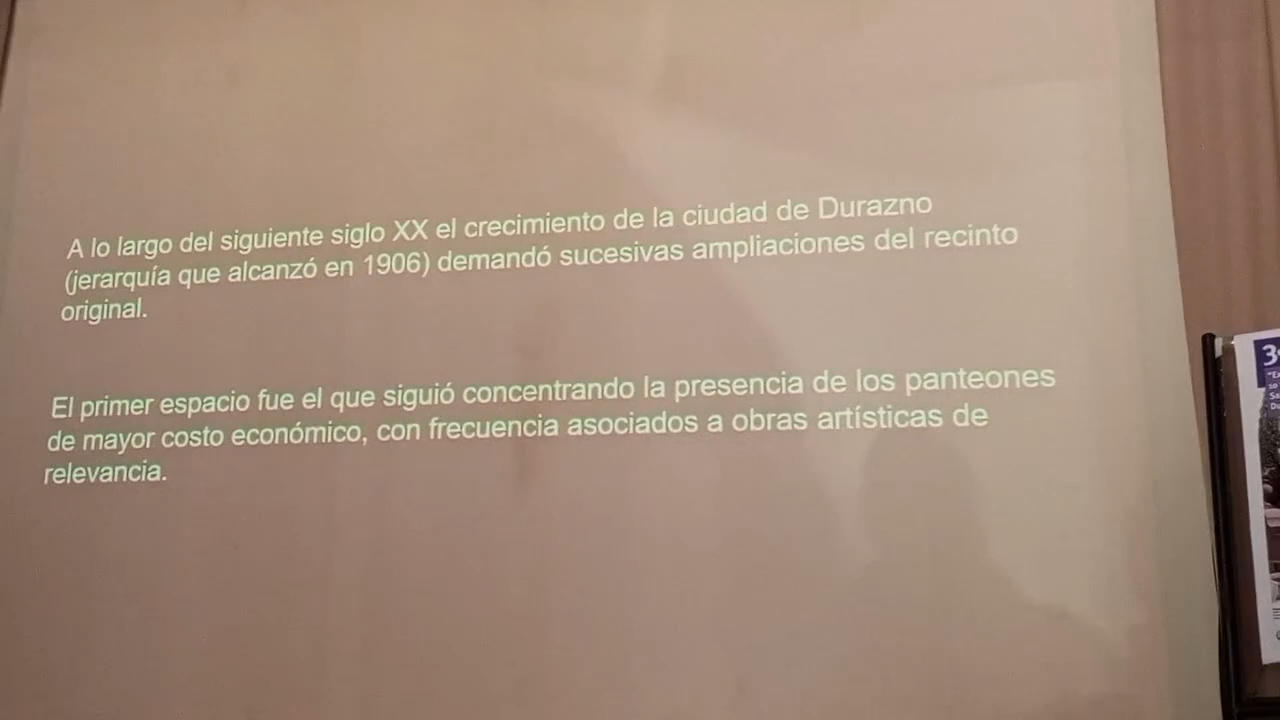 A lo largo del siguiente siglo XX el crecimiento de la ciudad de Durazno
(jerarquía que alcanzó en 1906) demandó sucesivas ampliaciones del recinto
original.
El primer espacio fue el que siguió concentrando la presencia de los panteones
de mayor costo económico, con frecuencia asociados a obras artísticas de
relevancia.